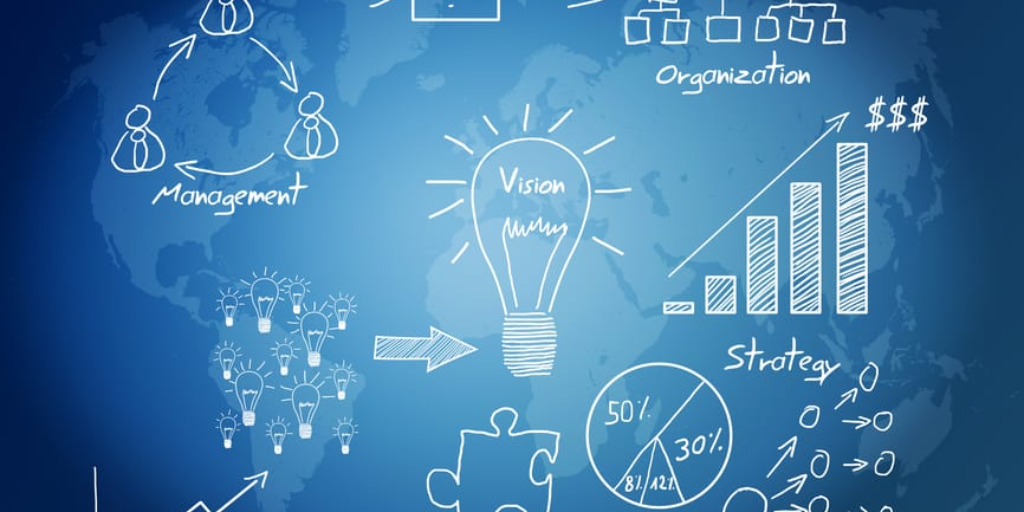 Organization
$$$
Vision
Management
Strategy
50%
30%
8%
12%